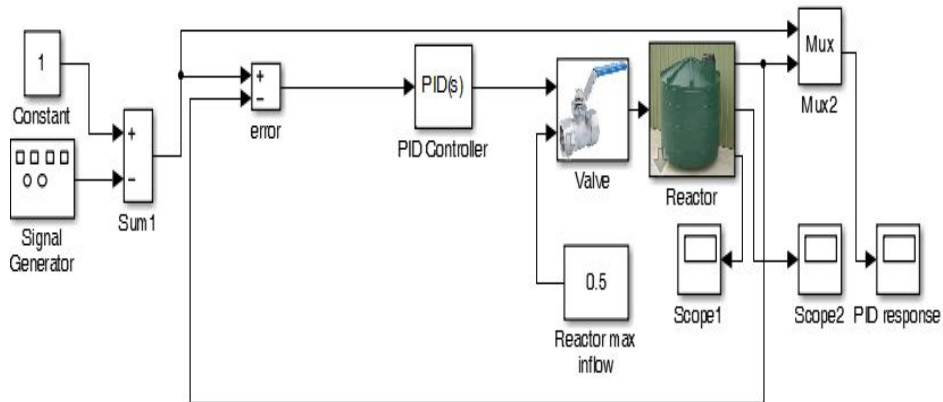 1
Constant
Signal
Generator
+
−
Sum1
+
−
error
PID(s)
PID Controller
Valve
0.5
Reactor max
inflow
Reactor
Scope1
Scope2
Mux
Mux2
PID response